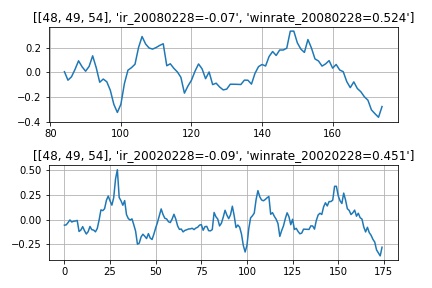 [[48, 49, 54], 'ir_20080228=-0.07', 'winrate_20080228=0.524']
0.2
0.0
−0.2
−0.4
80 100 120 140 160
[[48, 49, 54], 'ir_20020228=-0.09', 'winrate_20020228=0.451']
0.50
0.25
0.00
−0.25
0 25 50 75 100 125 150 175